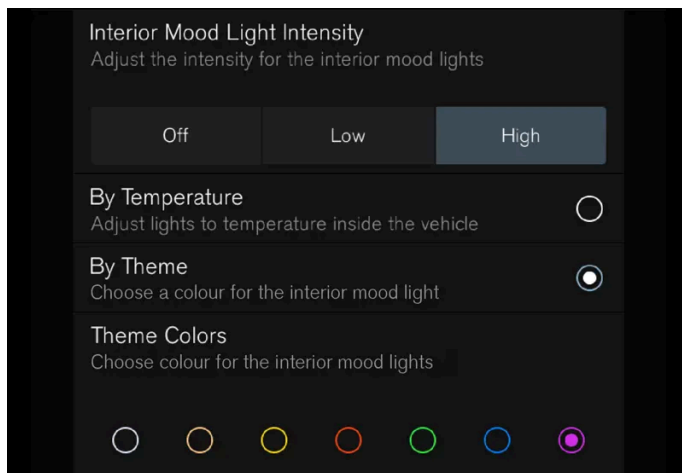 Interior Mood Light Intensity
Adjust the intensity for the interior mood lights
Off Low High
By Temperature
Adjust lights to temperature inside the vehicle
By Theme
Choose a colour for the interior mood light
Theme Colors
Choose colour for the interior mood lights